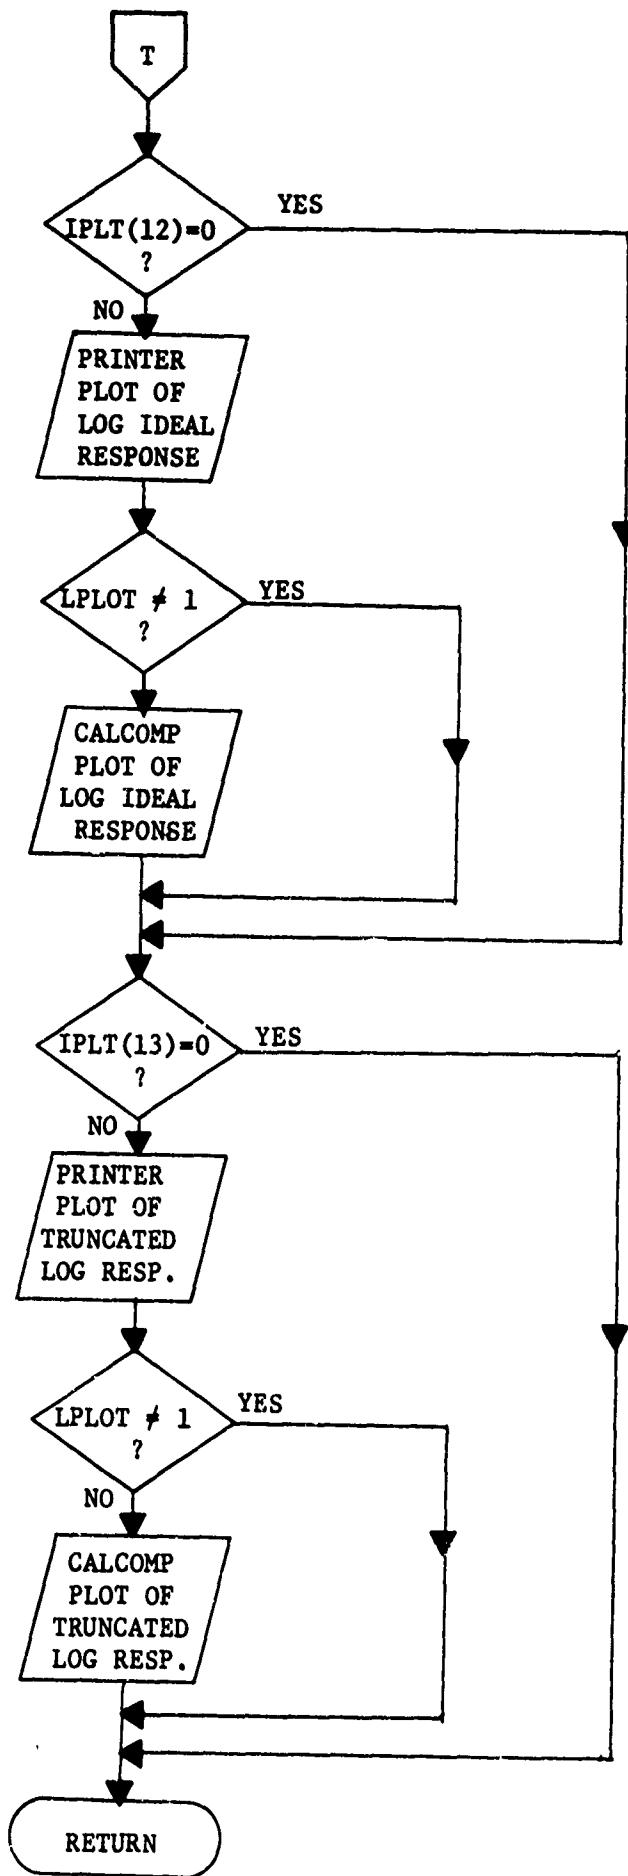 T
IPLT(12)=0
?
YES
NO
PRINTER
PLOT OF
LOG IDEAL
RESPONSE
LPLOT ≠ 1
?
YES
CALCOMP
PLOT OF
LOG IDEAL
RESPONSE
IPLT(13)=0
?
YES
NO
PRINTER
PLOT OF
TRUNCATED
LOG RESP.
LPLOT ≠ 1
?
YES
NO
CALCOMP
PLOT OF
TRUNCATED
LOG RESP.
RETURN